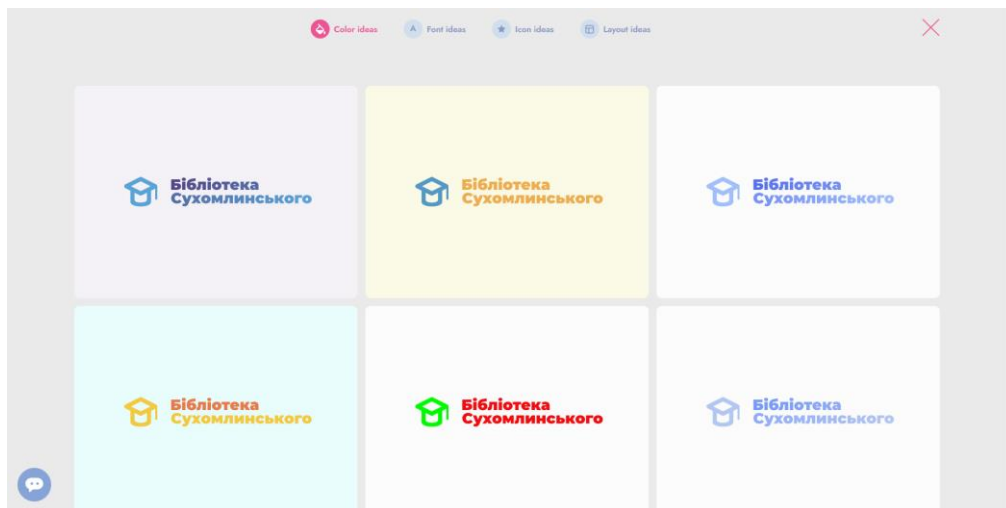 Color ideas
A Font ideas
Icon ideas
Layout ideas
Бібліотека
Сухомлинського
Бібліотека
Сухомлинського
Бібліотека
Сухомлинського
Бібліотека
Сухомлинського
Бібліотека
Сухомлинського
Бібліотека
Сухомлинського